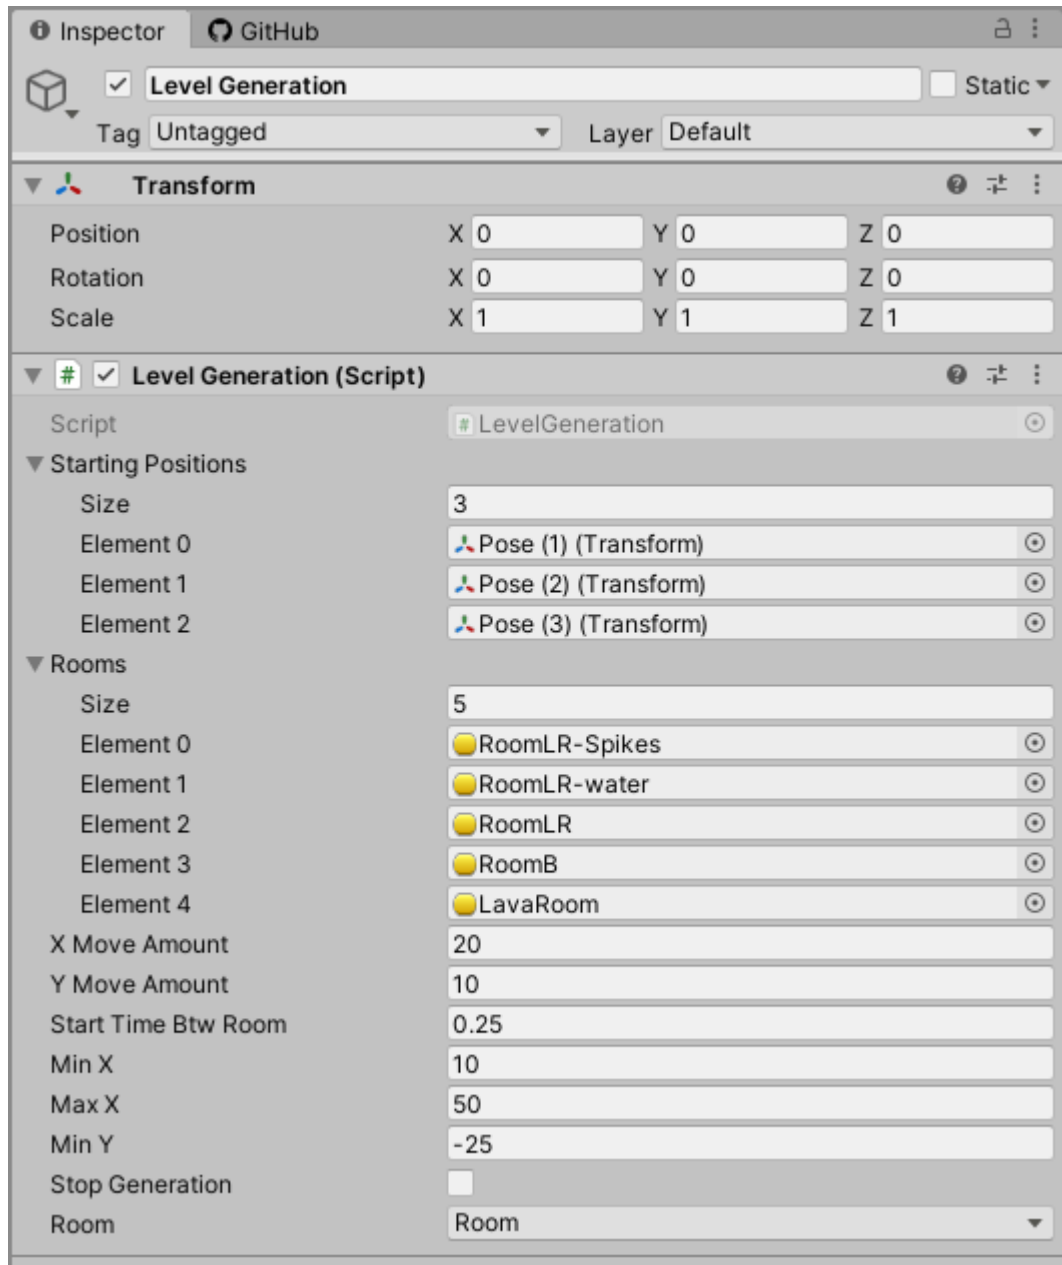 Inspector GitHub
Level Generation Static
Tag Untagged Layer Default
Transform
Position X 0 Y 0 Z 0
Rotation X 0 Y 0 Z 0
Scale X 1 Y 1 Z 1
# Level Generation (Script)
Script # LevelGeneration
Starting Positions
Size 3
Element 0 Pose (1) (Transform)
Element 1 Pose (2) (Transform)
Element 2 Pose (3) (Transform)
Rooms
Size 5
Element 0 RoomLR-Spikes
Element 1 RoomLR-water
Element 2 RoomLR
Element 3 RoomB
Element 4 LavaRoom
X Move Amount 20
Y Move Amount 10
Start Time Btw Room 0.25
Min X 10
Max X 50
Min Y -25
Stop Generation
Room Room